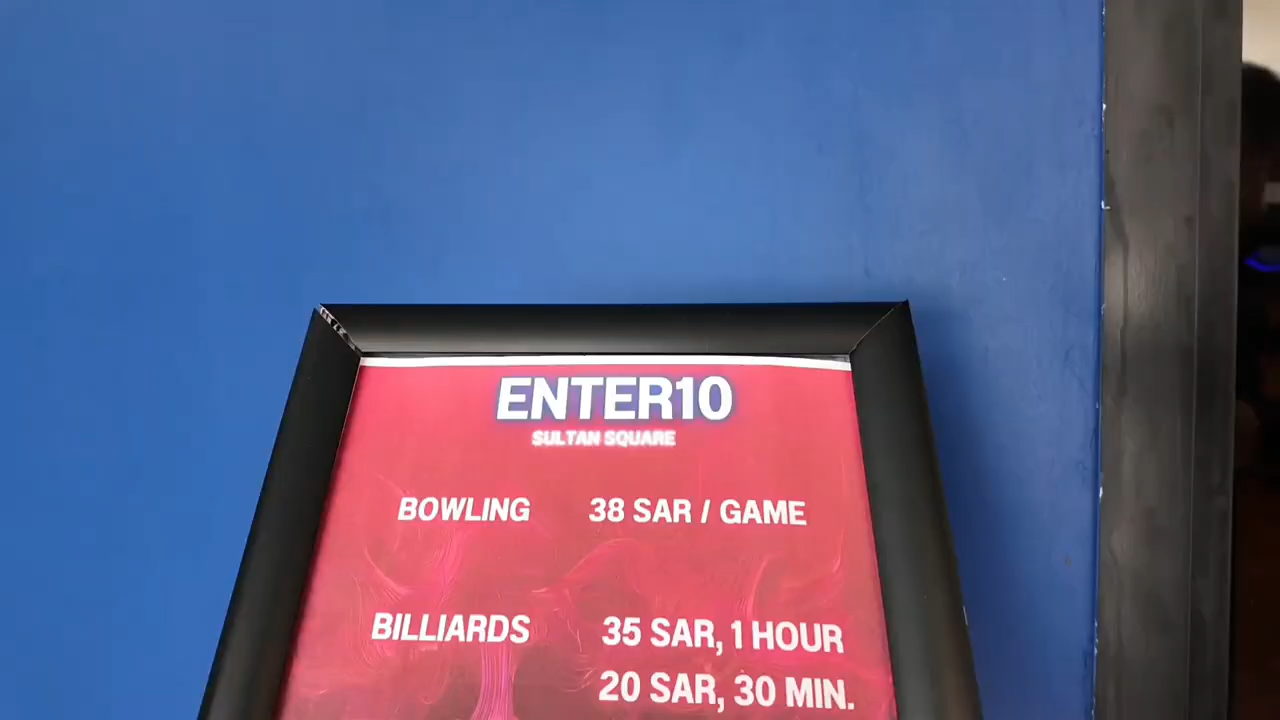 ENTER10
SULTAN SQUARE
BOWLING 38 SAR / GAME
BILLIARDS 35 SAR, 1 HOUR
20 SAR, 30 MIN.